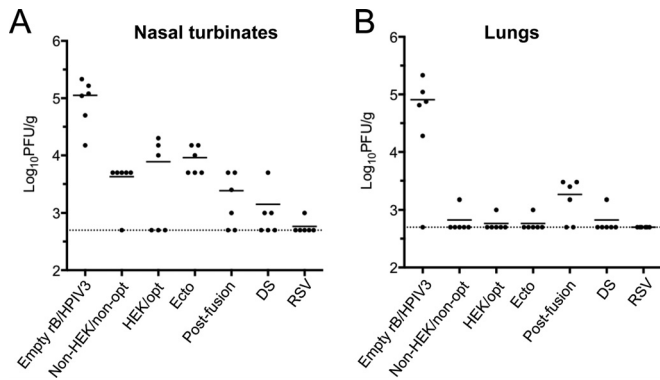 A
Nasal turbinates
Log10PFU/g
6
5
4
3
2
Empty rB/HPIV3
Non-HEK/non-opt
HEK/opt
Ecto
Post-fusion
DS
RSV
B
Lungs
Log10PFU/g
6
5
4
3
2
Empty rB/HPIV3
Non-HEK/non-opt
HEK/opt
Ecto
Post-fusion
DS
RSV